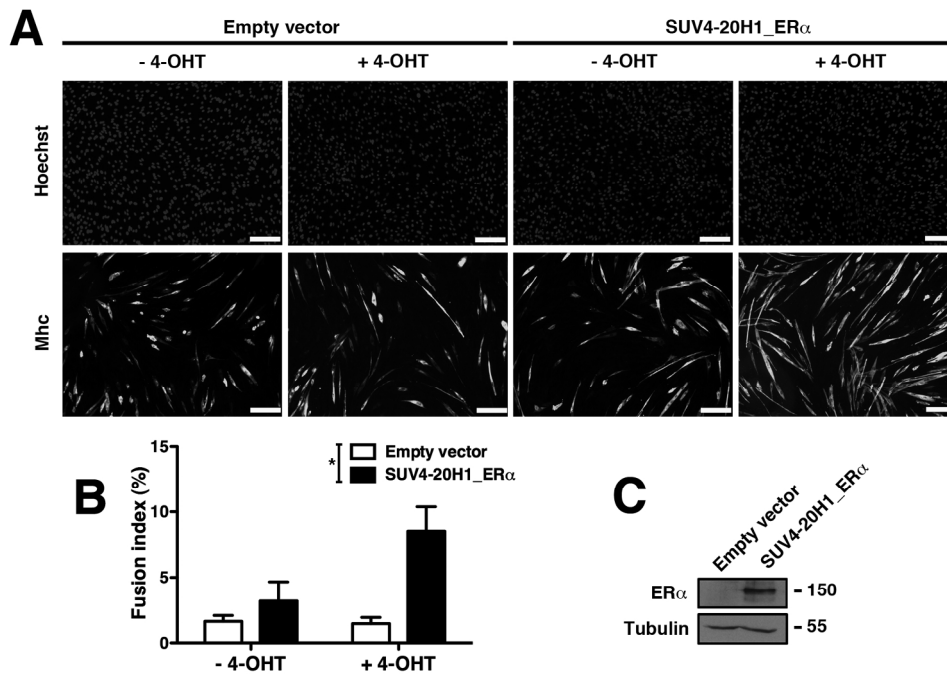 A
Empty vector
SUV4-20H1_ERα
- 4-OHT
+ 4-OHT
- 4-OHT
+ 4-OHT
Hoechst
Mhc
B
Fusion index (%)
15
10
5
0
*
Empty vector
SUV4-20H1_ERα
- 4-OHT
+ 4-OHT
C
Empty vector
SUV4-20H1_ERα
ERα
- 150
Tubulin
- 55